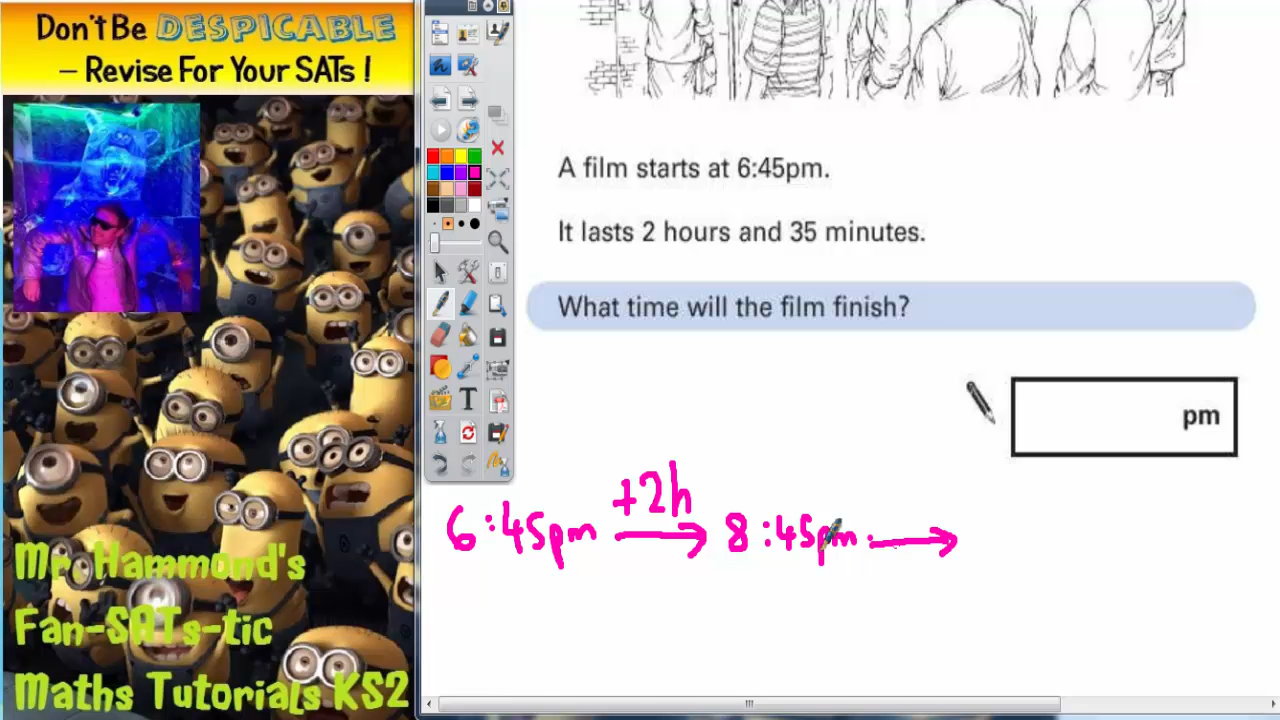 Don't Be DESPICABLE
– Revise For Your SATs !
Mr. Hammond's
Fan-SATs-tic
Maths Tutorials KS2
A film starts at 6:45pm.
It lasts 2 hours and 35 minutes.
What time will the film finish?
pm
+2h
6:45pm → 8:45pm →